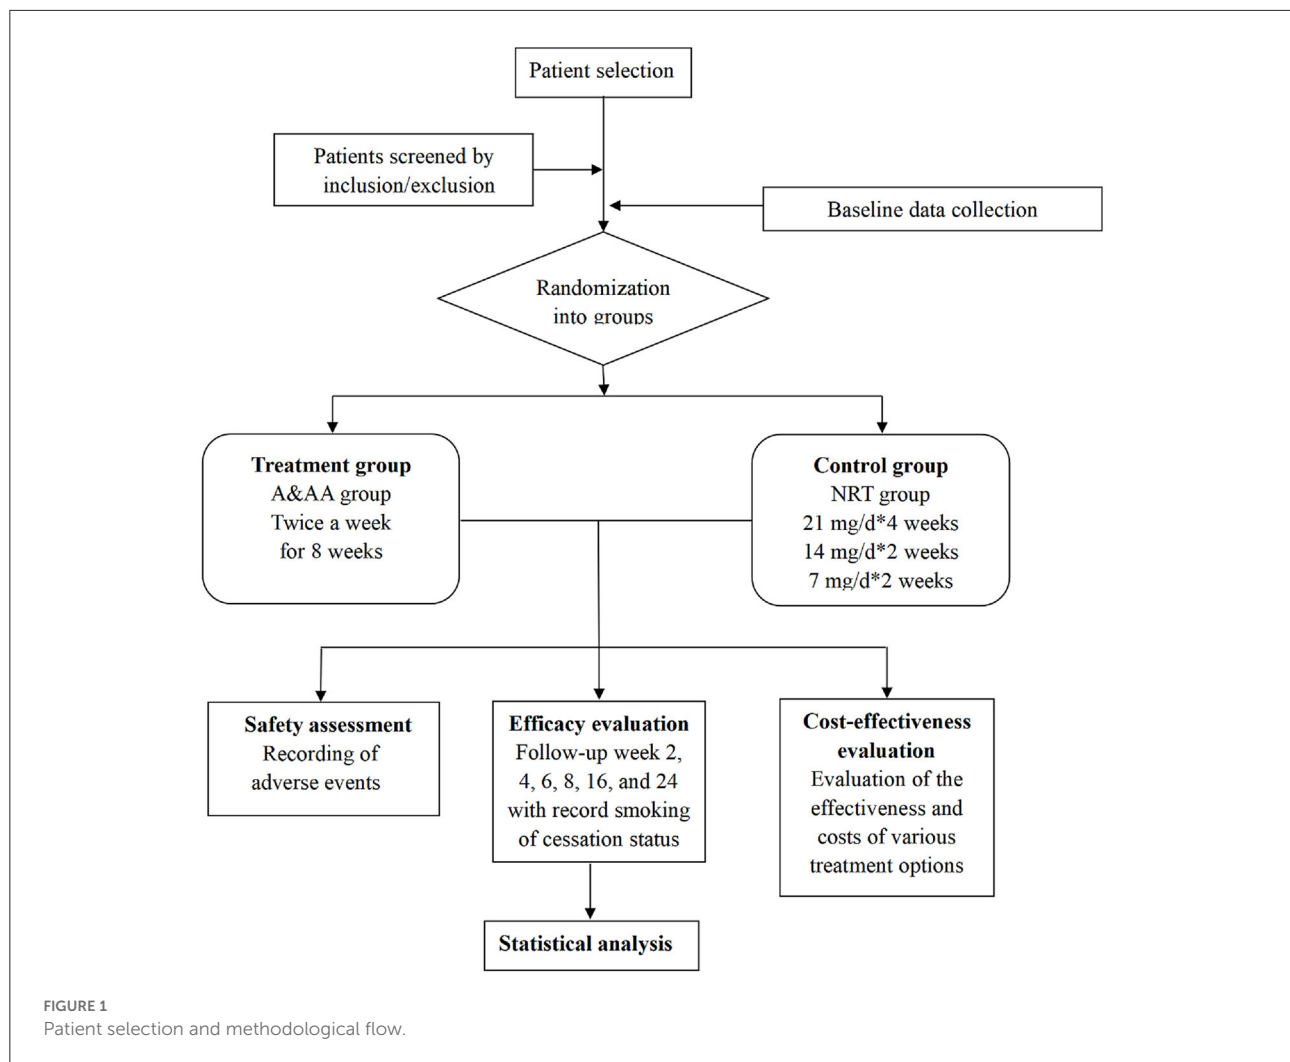 Patient selection
Patients screened by
inclusion/exclusion
Baseline data collection
Randomization
into groups
Treatment group
A&AA group
Twice a week
for 8 weeks
Control group
NRT group
21 mg/d*4 weeks
14 mg/d*2 weeks
7 mg/d*2 weeks
Safety assessment
Recording of
adverse events
Efficacy evaluation
Follow-up week 2,
4, 6, 8, 16, and 24
with record smoking
of cessation status
Cost-effectiveness
evaluation
Evaluation of the
effectiveness and
costs of various
treatment options
Statistical analysis
FIGURE 1
Patient selection and methodological flow.